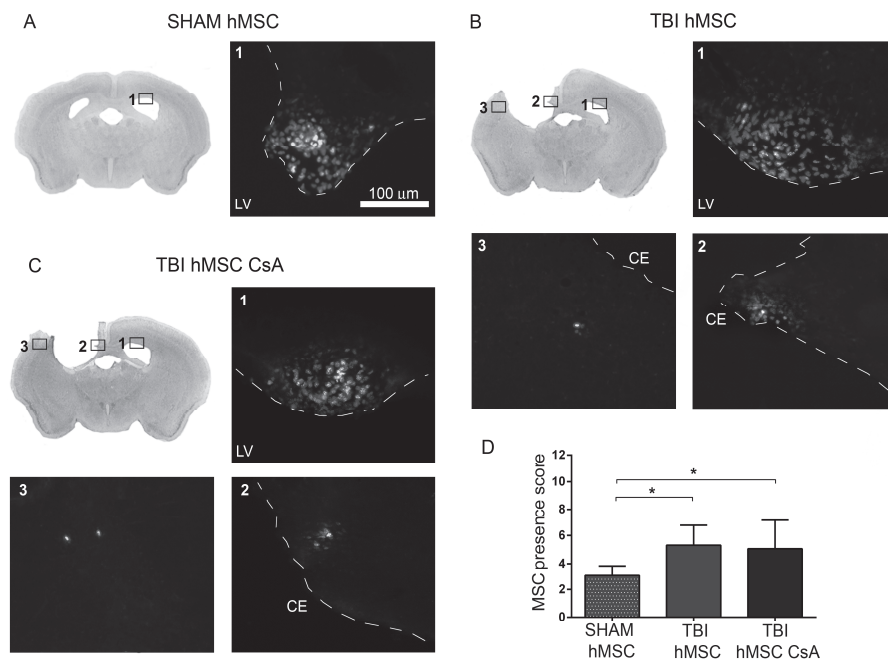 A
SHAM hMSC
1
1
LV
100 um
B
TBI hMSC
3
2
1
1
LV
3
CE
2
CE
C
TBI hMSC CsA
3
2
1
1
LV
3
2
CE
D
MSC presence score
12
10
8
6
4
2
0
*
*
SHAM
hMSC
TBI
hMSC
TBI
hMSC CsA